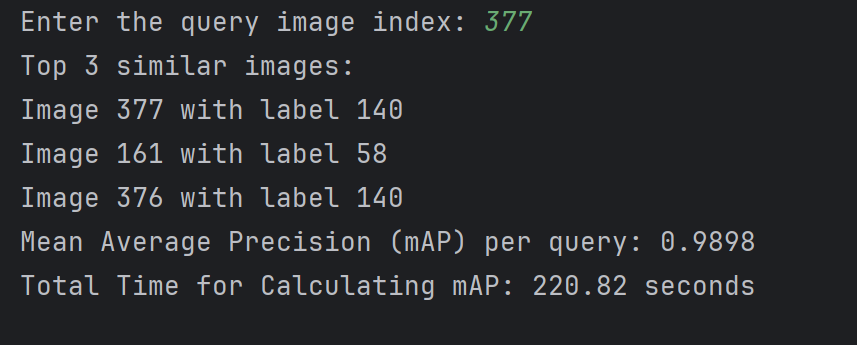 Enter the query image index: 377
Top 3 similar images:
Image 377 with label 140
Image 161 with label 58
Image 376 with label 140
Mean Average Precision (mAP) per query: 0.9898
Total Time for Calculating mAP: 220.82 seconds